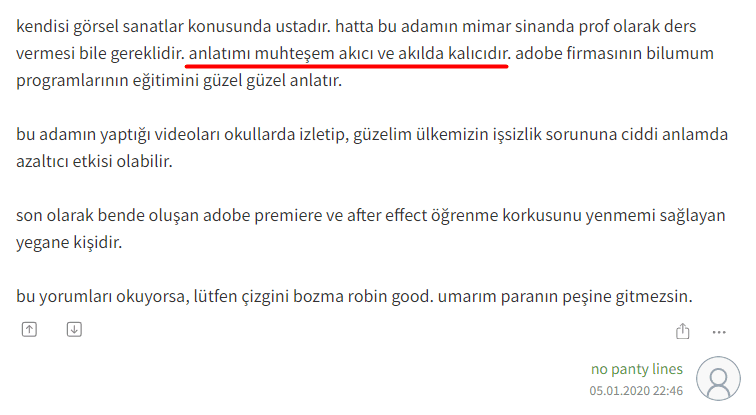 kendisi görsel sanatlar konusunda ustadır. hatta bu adamın mimar sinanda prof olarak ders
vermesi bile gereklidir. anlatımı muhteşem akıcı ve akılda kalıcıdır. adobe firmasının bilumum
programlarının eğitimini güzel güzel anlatır.
bu adamın yaptığı videoları okullarda izletip, güzelim ülkemizin işsizlik sorununa ciddi anlamda
azaltıcı etkisi olabilir.
son olarak bende oluşan adobe premiere ve after effect öğrenme korkusunu yenmemi sağlayan
yegane kişidir.
bu yorumları okuyorsa, lütfen çizgini bozma robin good. umarım paranın peşine gitmezsin.
no panty lines
05.01.2020 22:46